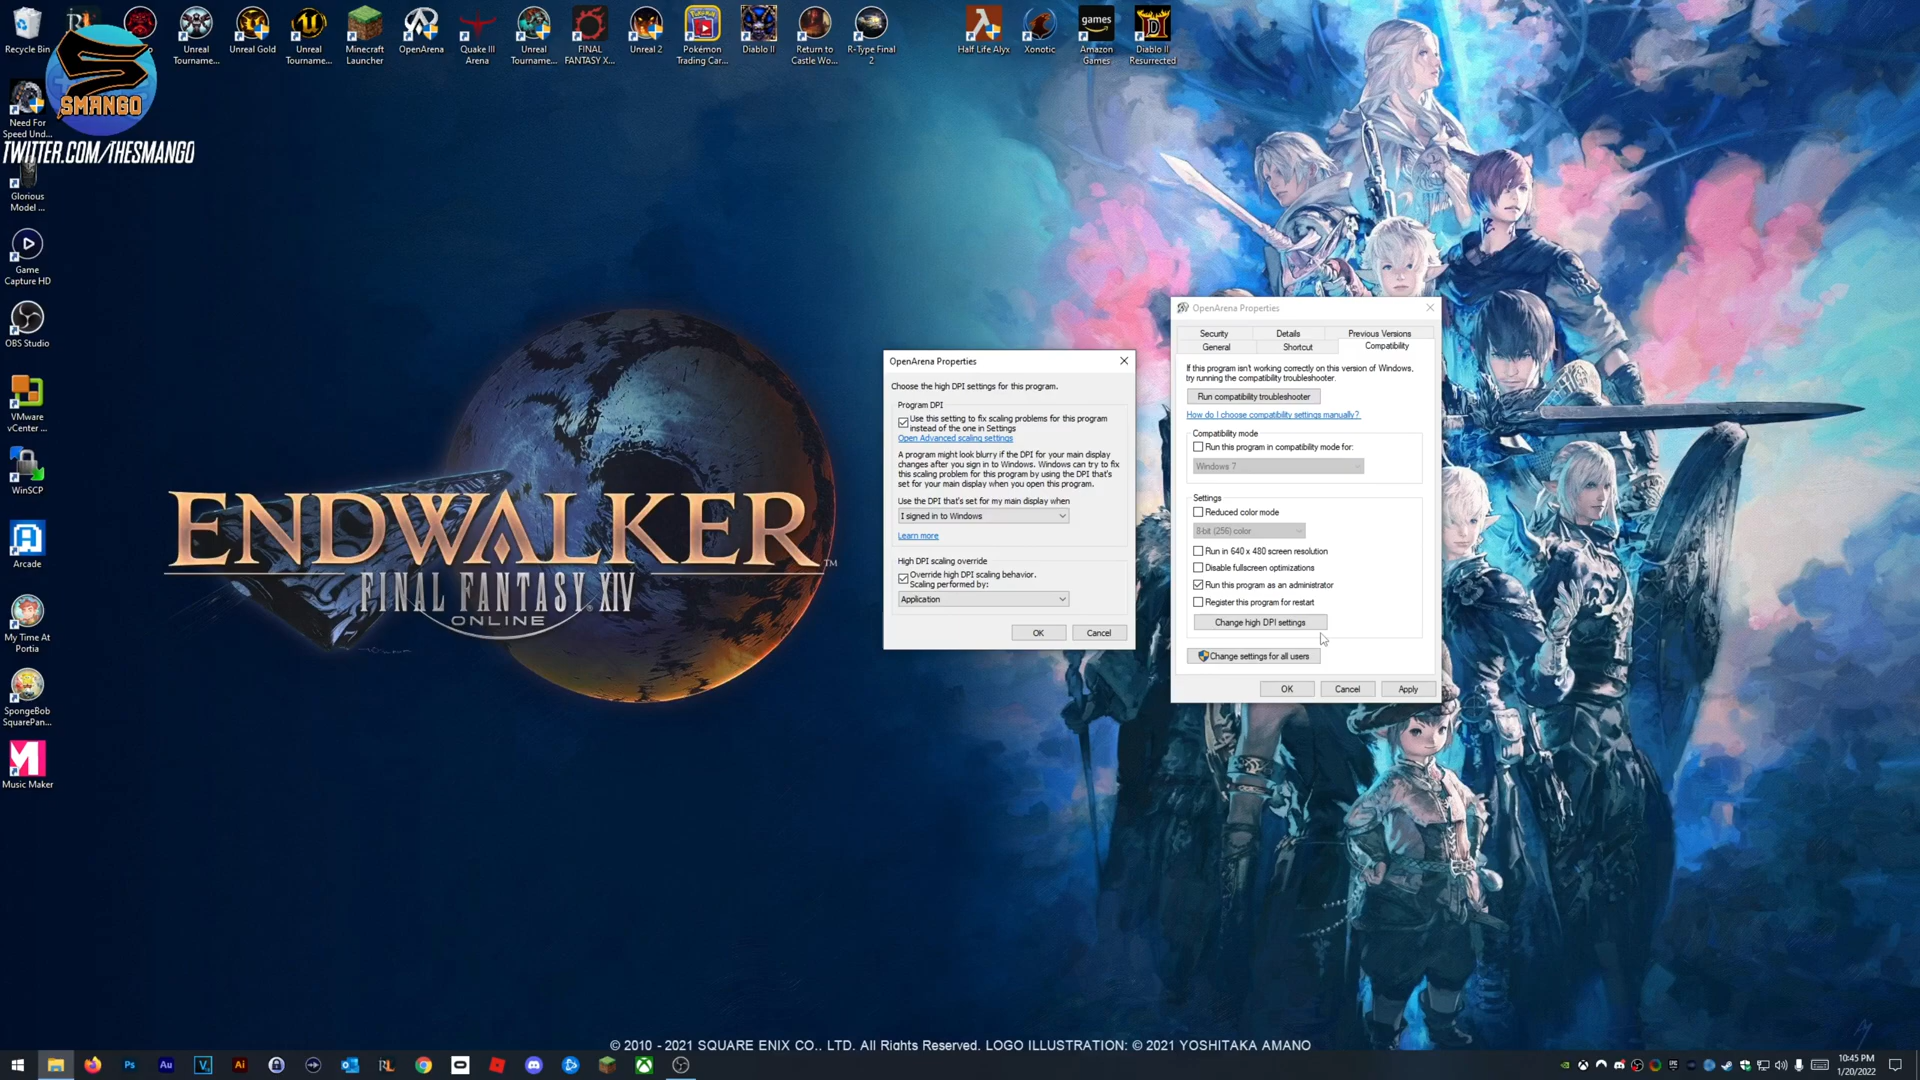 Recycle Bin
Unreal
Tourname...
Unreal Gold
Unreal
Tourname...
Minecraft
Launcher
OpenArena
Quake III
Arena
Unreal
Tourname...
FINAL
FANTASY X...
Unreal 2
Pokémon
Trading Car...
Diablo II
Return to
Castle Wo...
R-Type Final
2
Half Life Alyx
Xonotic
games
Amazon
Games
Diablo II
Resurrected
SMANGO
Need For
Speed Und...
TWITTER.COM/THESMANGO
Glorious
Model ...
Game
Capture HD
OBS Studio
VMware
vCenter ...
WinSCP
Arcade
My Time At
Portia
SpongeBob
SquarePan...
Music Maker
ENDWALKER
TM
FINAL FANTASY XIV
ONLINE
OpenArena Properties
Choose the high DPI settings for this program.
Program DPI
Use this setting to fix scaling problems for this program
instead of the one in Settings
Open Advanced scaling settings
A program might look blurry if the DPI for your main display
changes after you sign in to Windows. Windows can try to fix
this scaling problem for this program by using the DPI that's
set for your main display when you open this program.
Use the DPI that's set for my main display when
I signed in to Windows
Learn more
High DPI scaling override
Override high DPI scaling behavior.
Scaling performed by:
Application
OK
Cancel
OpenArena Properties
Security
Details
Previous Versions
General
Shortcut
Compatibility
If this program isn't working correctly on this version of Windows,
try running the compatibility troubleshooter.
Run compatibility troubleshooter
How do I choose compatibility settings manually?
Compatibility mode
Run this program in compatibility mode for:
Windows 7
Settings
Reduced color mode
8-bit (256) color
Run in 640 x 480 screen resolution
Disable fullscreen optimizations
Run this program as an administrator
Register this program for restart
Change high DPI settings
Change settings for all users
OK
Cancel
Apply
© 2010 - 2021 SQUARE ENIX CO., LTD. All Rights Reserved. LOGO ILLUSTRATION: © 2021 YOSHITAKA AMANO
Ps
Au
Ai
10:45 PM
1/20/2022